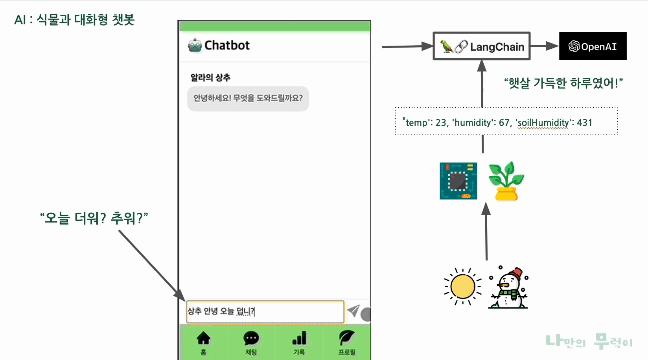 AI : 식물과 대화형 챗봇
Chatbot
알라의 상추
안녕하세요! 무엇을 도와드릴까요?
LangChain
OpenAI
“햇살 가득한 하루였어!”
"temp': 23, 'humidity': 67, 'soilHumidity': 431
“오늘 더워? 추워?”
상추 안녕 오늘 덥니?
홈
채팅
기록
프로필
나만의 무럭이